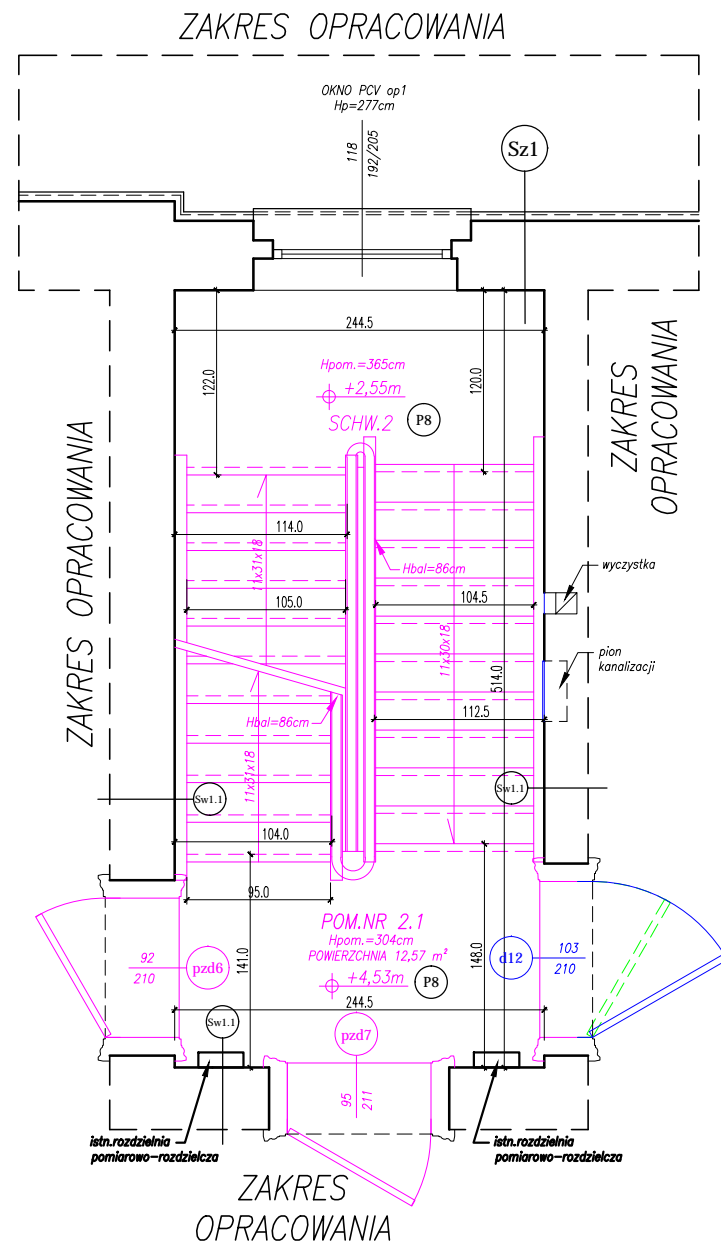 ZAKRES OPRACOWANIA
OKNO PCV op1
Hp=277cm
118
192/205
Sz1
244.5
122.0
120.0
Hpom.=365cm
+2,55m
SCHW.2
P8
ZAKRES
OPRACOWANIA
ZAKRES OPRACOWANIA
114.0
11x31x18
Hbal=86cm
105.0
104.5
wyczystka
11x30x18
514.0
pion
kanalizacji
112.5
Hbal=86cm
11x31x18
Sw1.1
Sw1.1
104.0
95.0
141.0
148.0
POM.NR 2.1
Hpom.=304cm
POWIERZCHNIA 12,57 m²
+4,53m
P8
92
210
pzd6
d12
103
210
244.5
Sw1.1
pzd7
95
211
istn.rozdzielnia
pomiarowo-rozdzielcza
istn.rozdzielnia
pomiarowo-rozdzielcza
ZAKRES
OPRACOWANIA